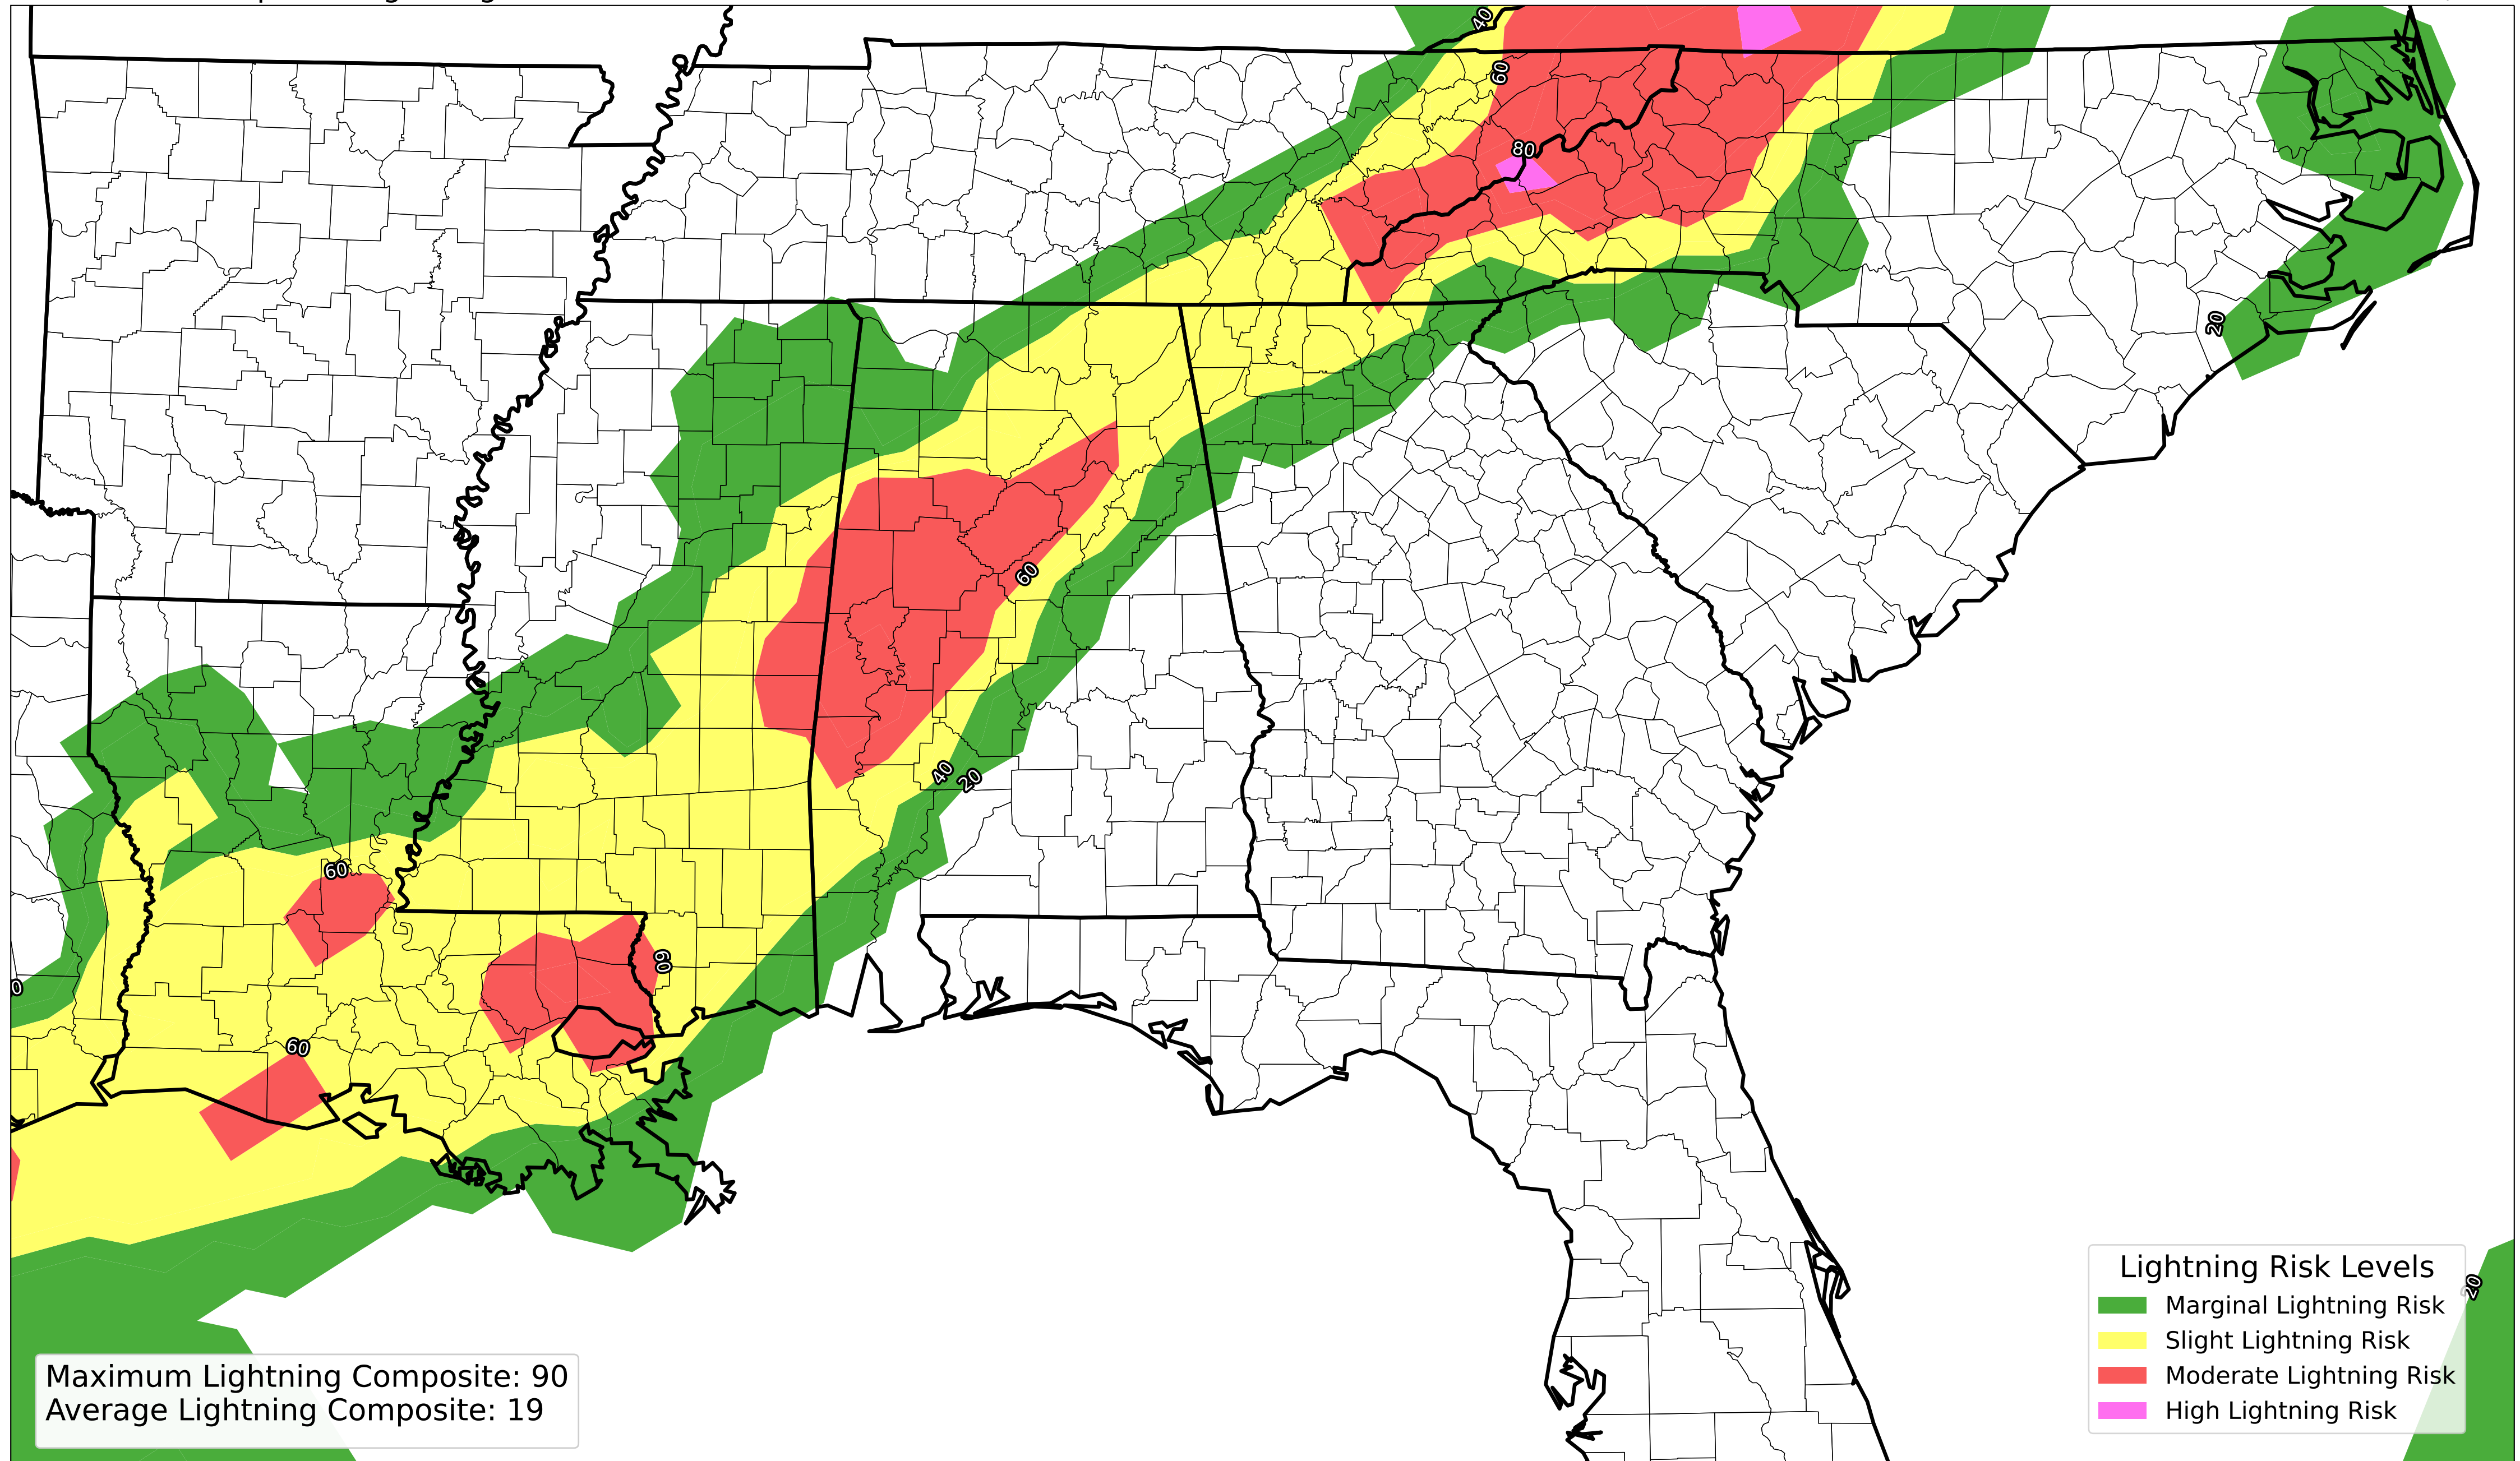 40
60
80
20
60
40
20
60
60
0
60
20
Lightning Risk Levels
Marginal Lightning Risk
Slight Lightning Risk
Moderate Lightning Risk
High Lightning Risk
Maximum Lightning Composite: 90
Average Lightning Composite: 19